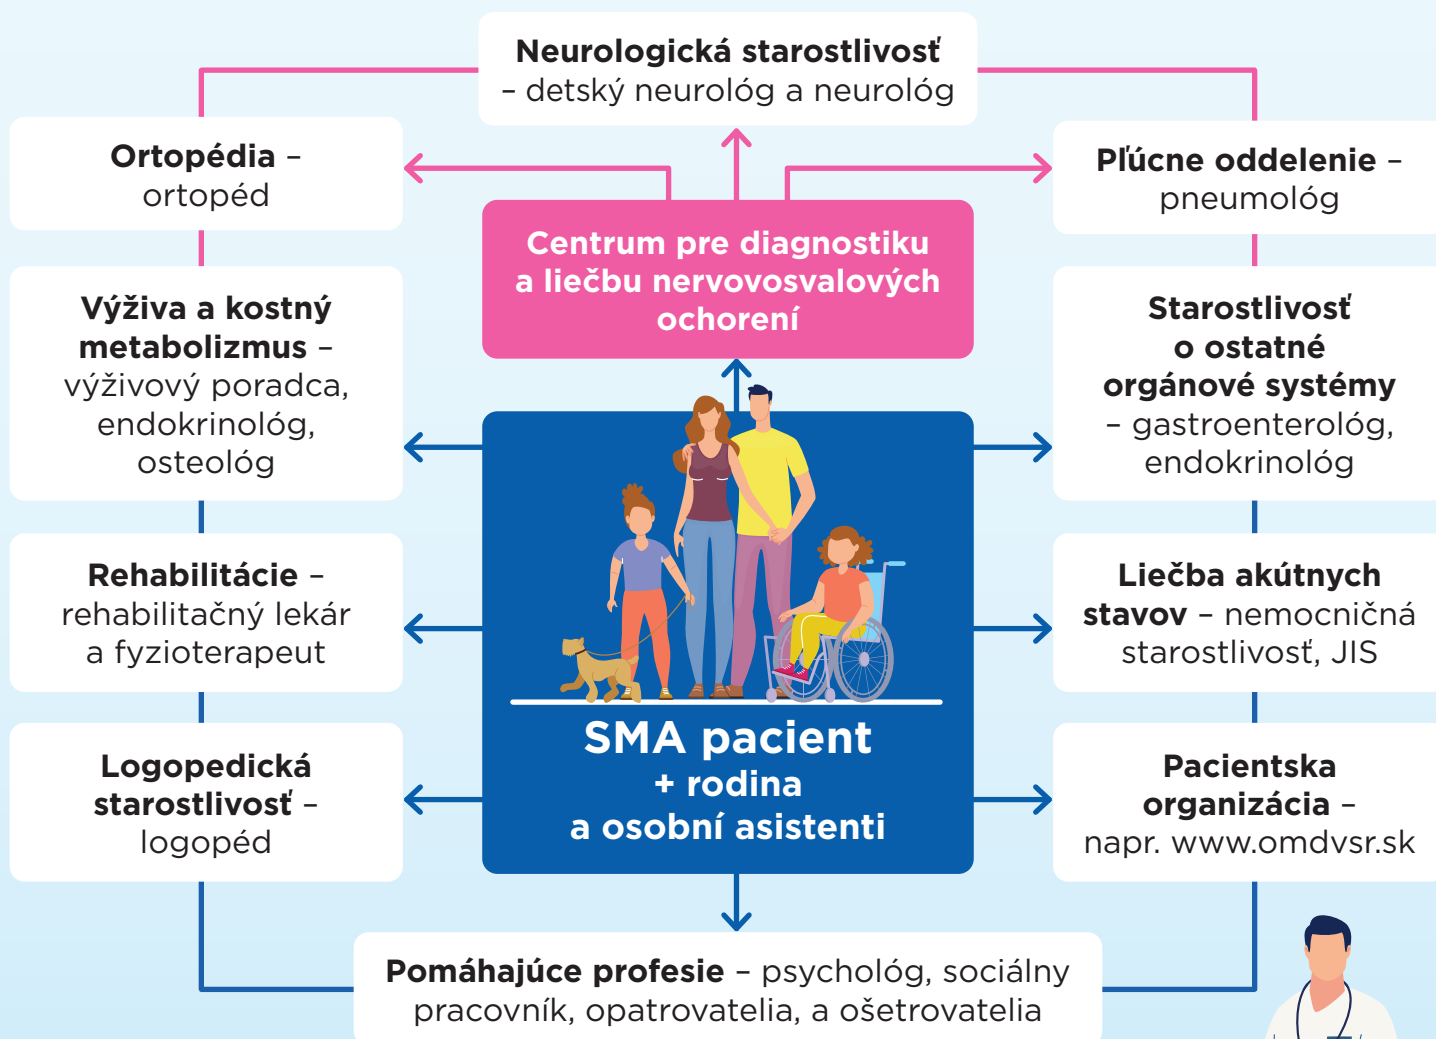 Neurologická starostlivosť
– detský neurológ a neurológ
Ortopédia –
ortopéd
Pľúcne oddelenie –
pneumológ
Centrum pre diagnostiku
a liečbu nervovosvalových
ochorení
Výživa a kostný
metabolizmus –
výživový poradca,
endokrinológ,
osteológ
Starostlivosť
o ostatné
orgánové systémy
– gastroenterológ,
endokrinológ
Rehabilitácie –
rehabilitačný lekár
a fyzioterapeut
Liečba akútnych
stavov – nemocničná
starostlivosť, JIS
SMA pacient
+ rodina
a osobní asistenti
Logopedická
starostlivosť –
logopéd
Pacientska
organizácia –
napr. www.omdvsr.sk
Pomáhajúce profesie – psychológ, sociálny
pracovník, opatrovatelia, a ošetrovatelia